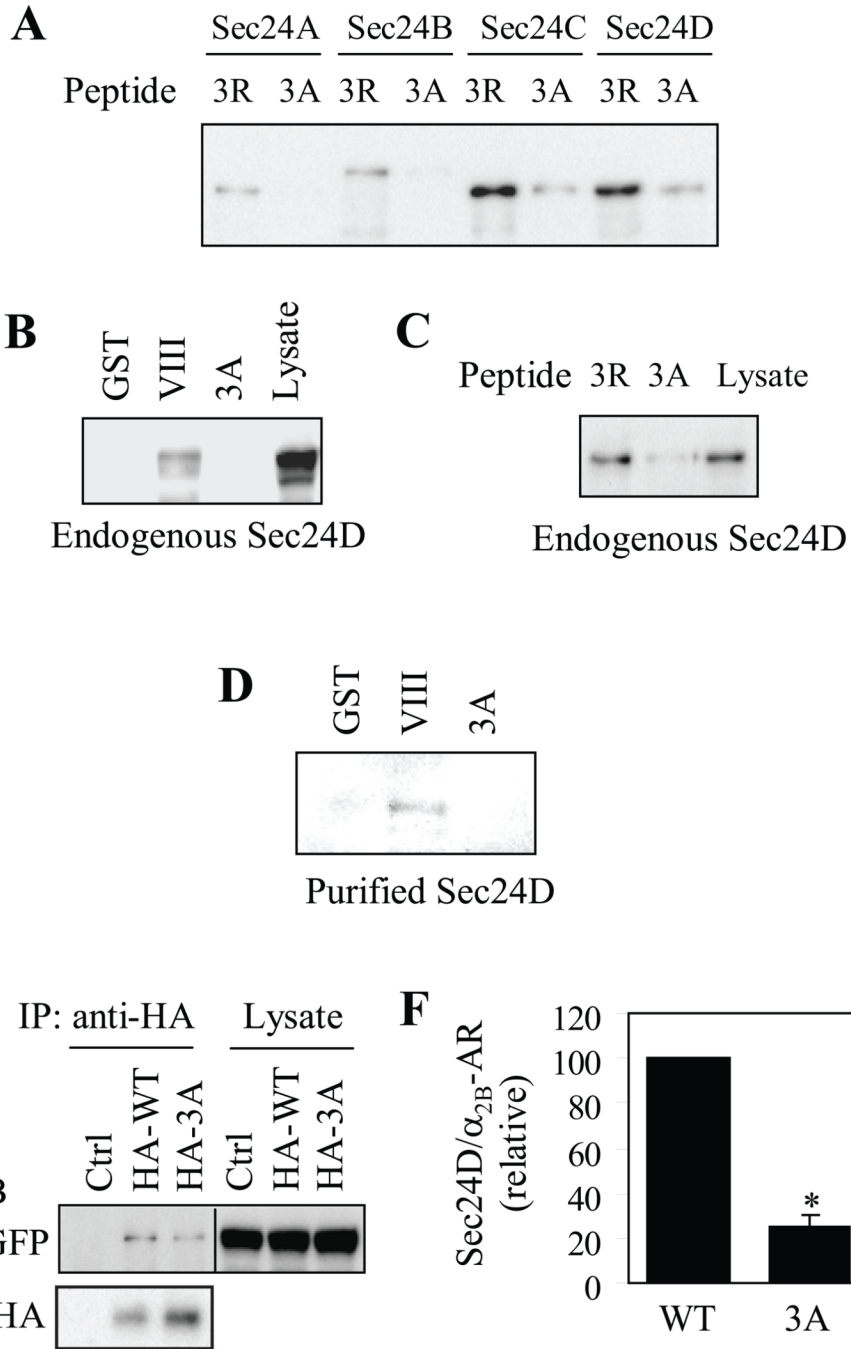 A
Sec24A Sec24B Sec24C Sec24D
Peptide 3R 3A 3R 3A 3R 3A 3R 3A
B
GST VIII 3A Lysate
Endogenous Sec24D
C
Peptide 3R 3A Lysate
Endogenous Sec24D
D
GST VIII 3A
Purified Sec24D
IP: anti-HA Lysate
Ctrl HA-WT HA-3A Ctrl HA-WT HA-3A
GFP
HA
F
Sec24D/α2B-AR
(relative)
120
100
80
60
40
20
0
*
WT 3A